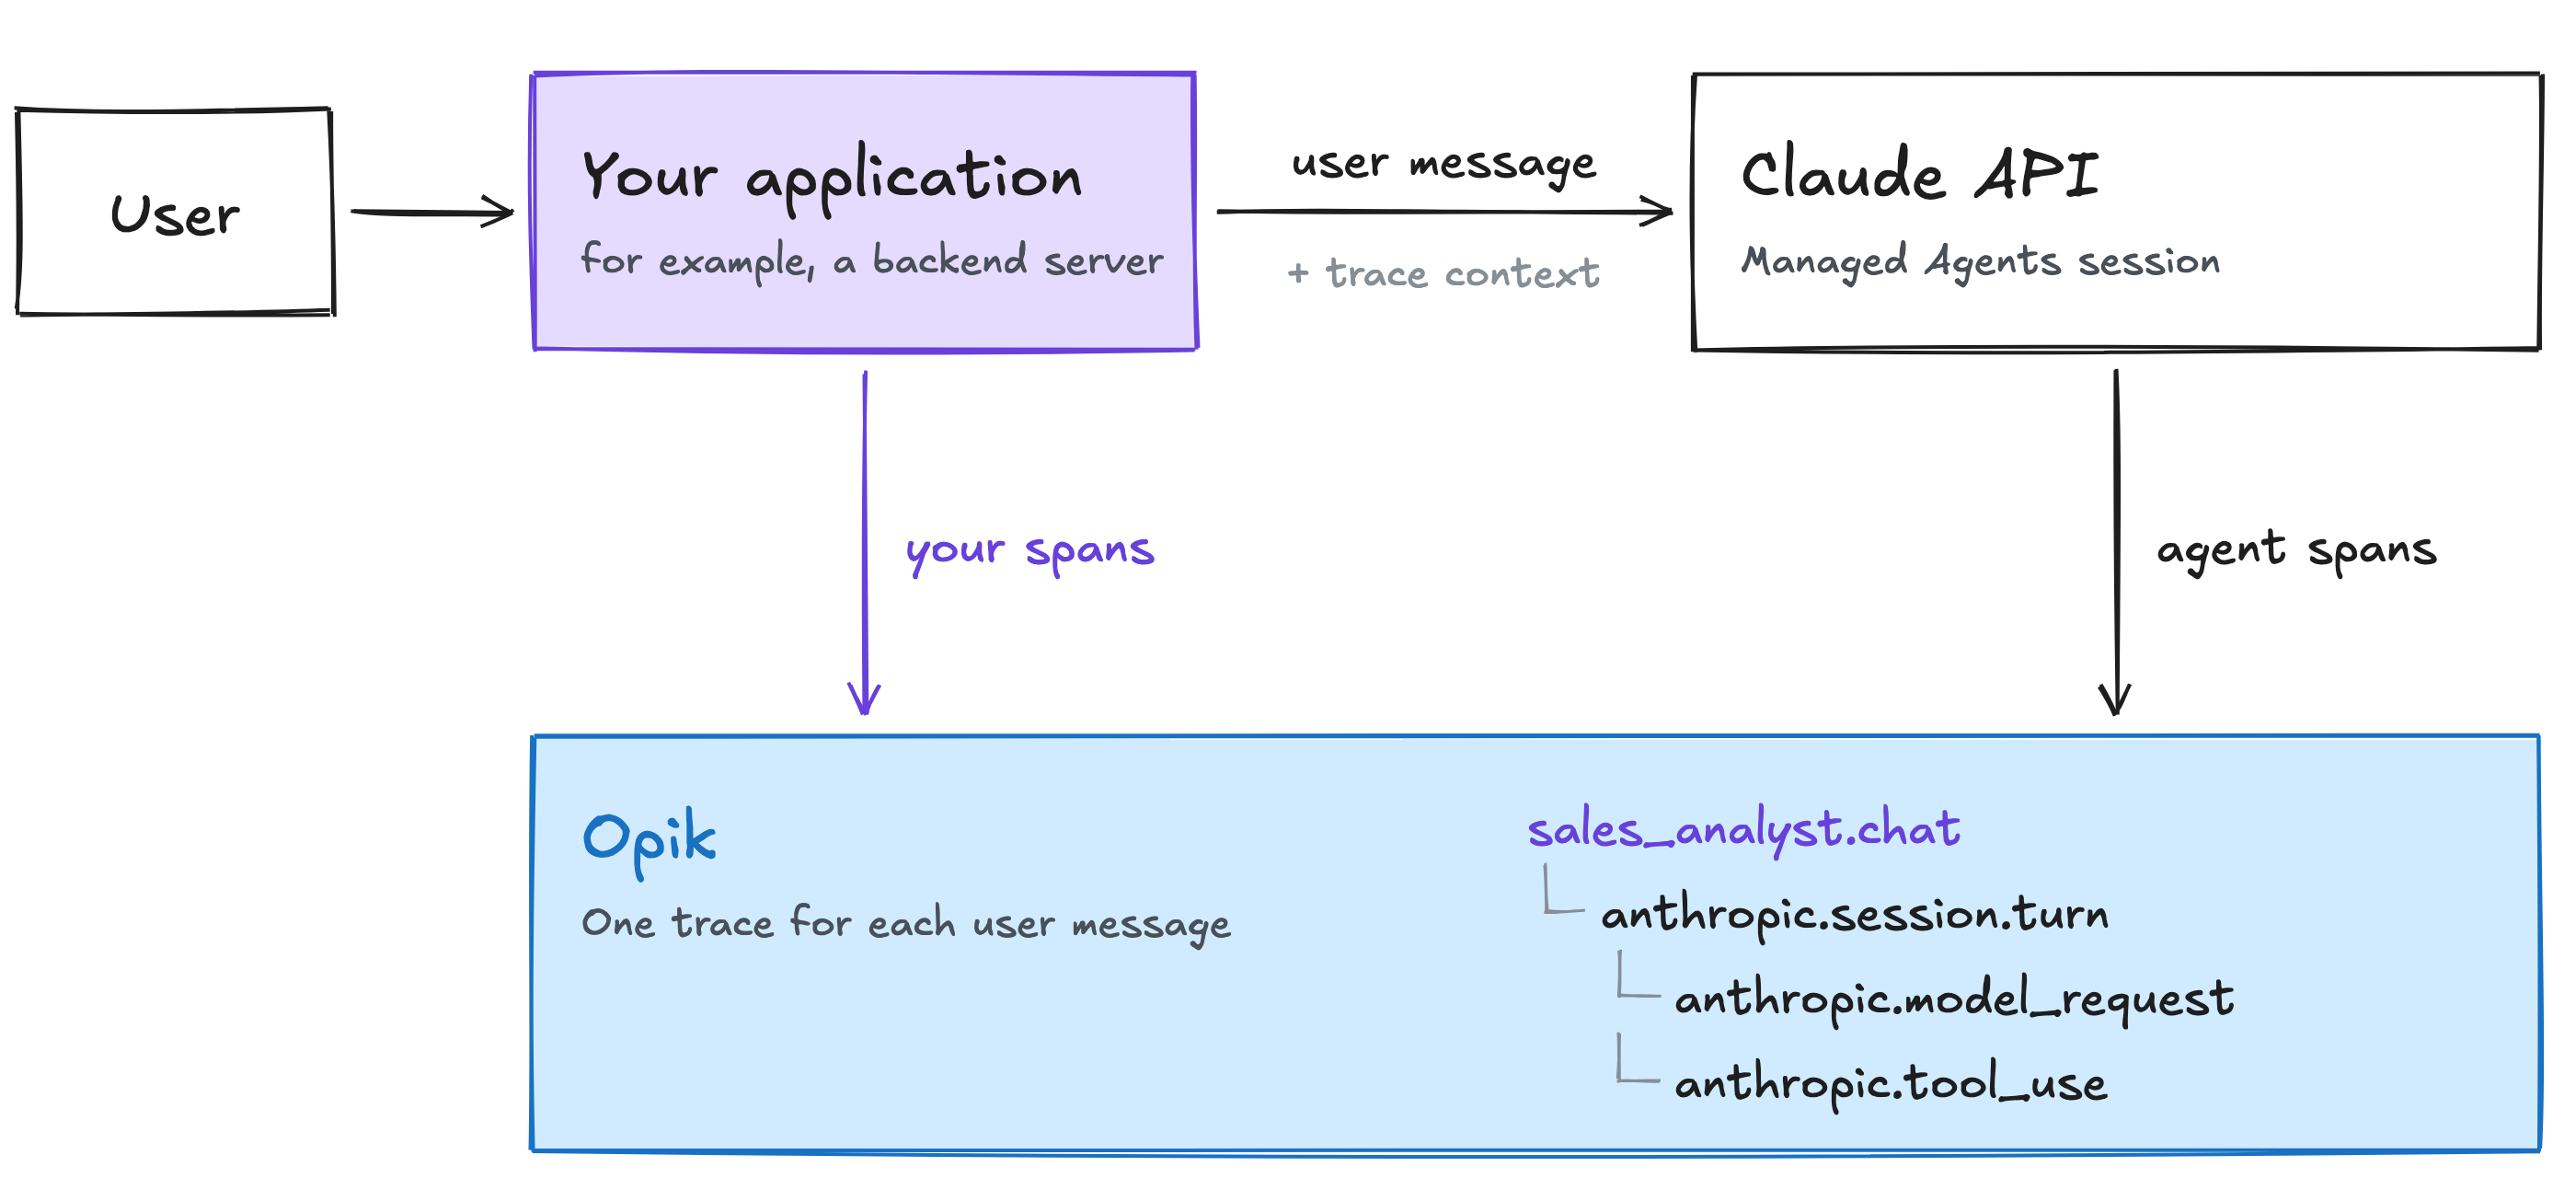 User
Your application
for example, a backend server
user message
+ trace context
Claude API
Managed Agents session
your spans
agent spans
Opik
One trace for each user message
sales_analyst.chat
anthropic.session.turn
anthropic.model_request
anthropic.tool_use